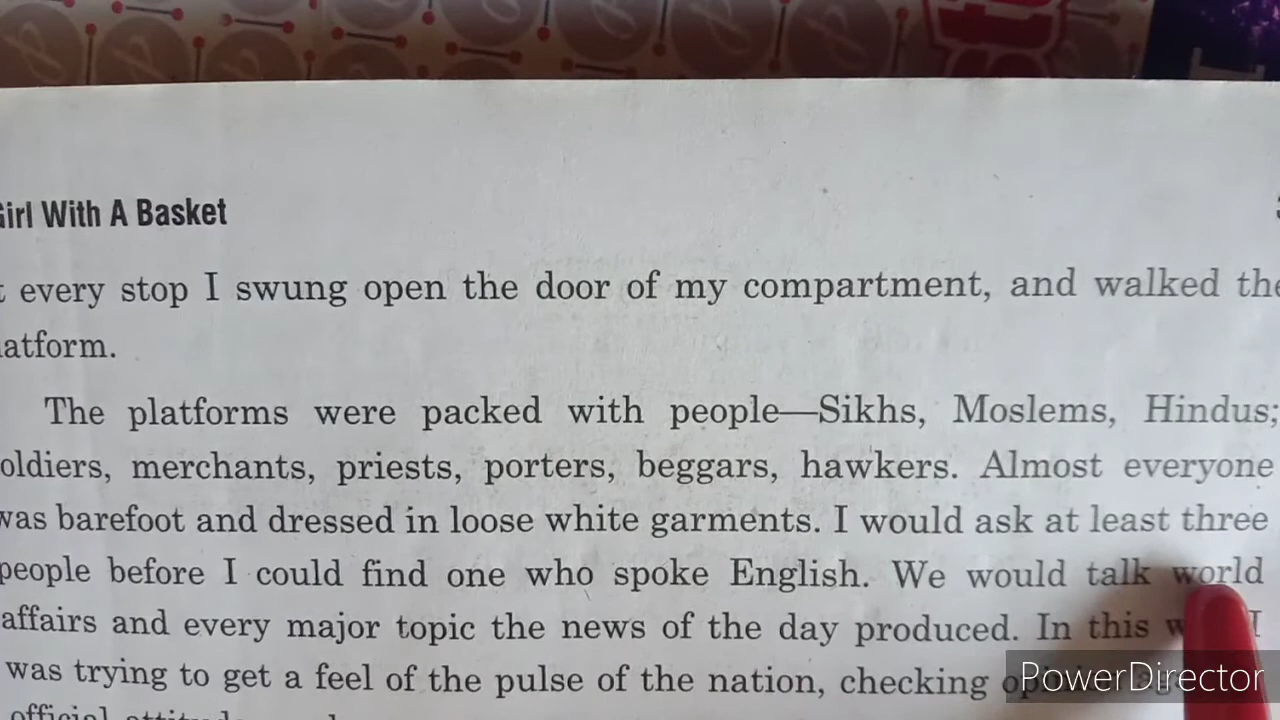 Girl With A Basket
every stop I swung open the door of my compartment, and walked the
atform.
The platforms were packed with people—Sikhs, Moslems, Hindus;
oldiers, merchants, priests, porters, beggars, hawkers. Almost everyone
was barefoot and dressed in loose white garments. I would ask at least three
people before I could find one who spoke English. We would talk world
affairs and every major topic the news of the day produced. In this I
was trying to get a feel of the pulse of the nation, checking
official
PowerDirector